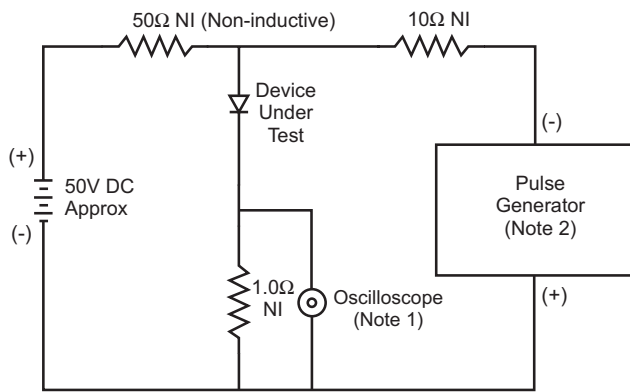 50Ω NI (Non-inductive)
10Ω NI
Device
Under
Test
(-)
(+)
50V DC
Approx
(-)
Pulse
Generator
(Note 2)
1.0Ω
NI
Oscilloscope
(Note 1)
(+)